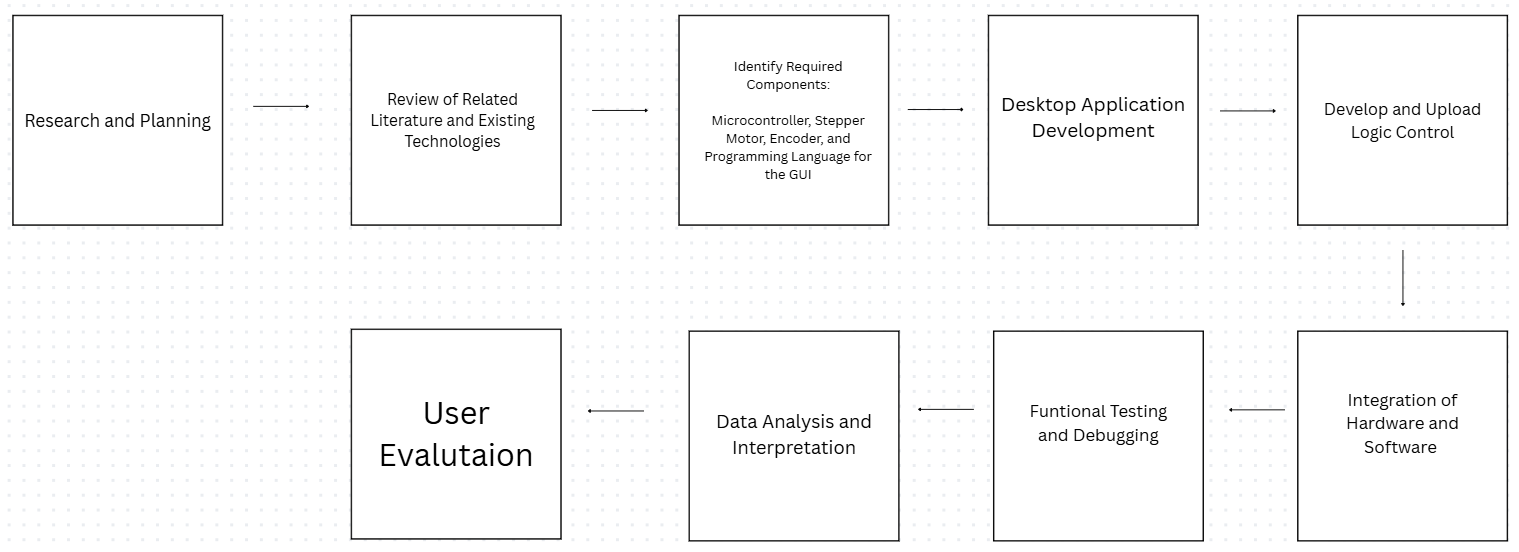 Research and Planning
Review of Related
Literature and Existing
Technologies
Identify Required
Components:
Microcontroller, Stepper
Motor, Encoder, and
Programming Language for
the GUI
Desktop Application
Development
Develop and Upload
Logic Control
Integration of
Hardware and
Software
Funtional Testing
and Debugging
Data Analysis and
Interpretation
User
Evalutaion